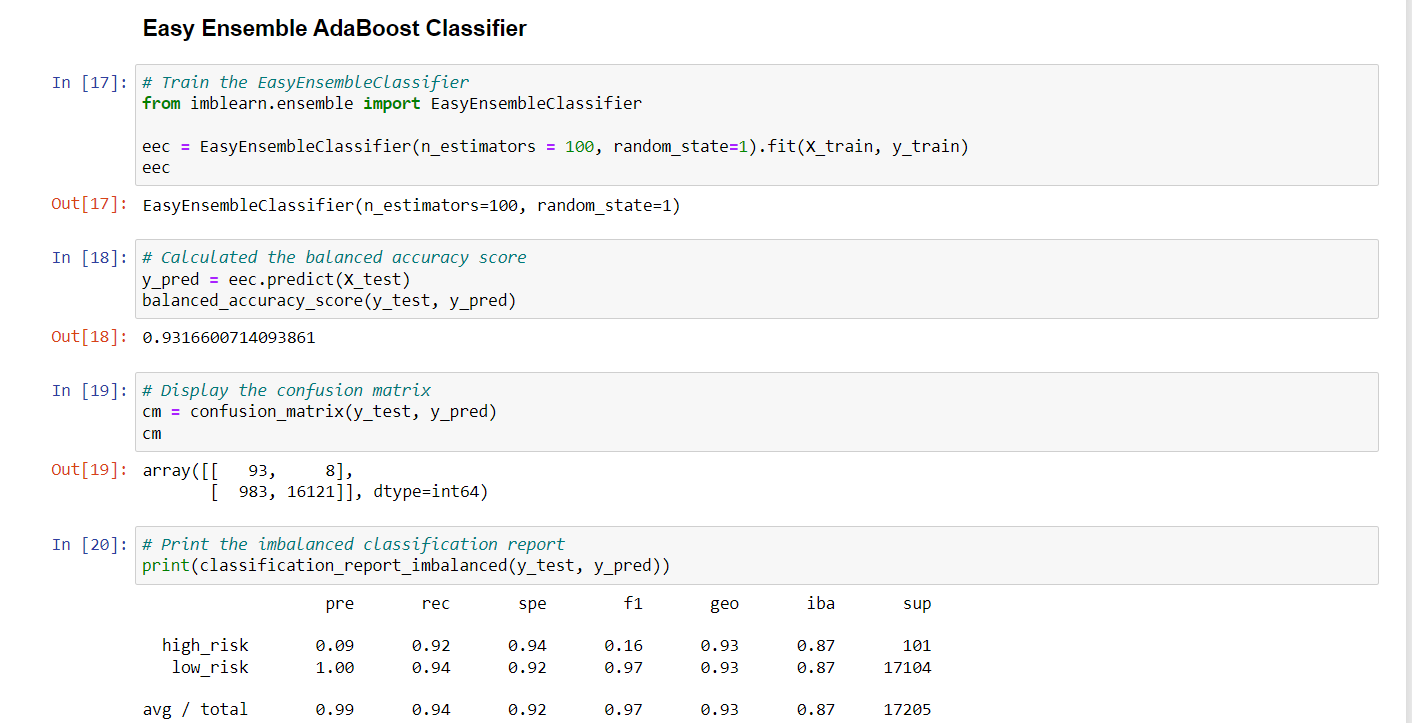 Easy Ensemble AdaBoost Classifier
In [17]: # Train the EasyEnsembleClassifier
from imblearn.ensemble import EasyEnsembleClassifier
eec = EasyEnsembleClassifier(n_estimators = 100, random_state=1).fit(X_train, y_train)
eec
Out[17]: EasyEnsembleClassifier(n_estimators=100, random_state=1)
In [18]: # Calculated the balanced accuracy score
y_pred = eec.predict(X_test)
balanced_accuracy_score(y_test, y_pred)
Out[18]: 0.9316600714093861
In [19]: # Display the confusion matrix
cm = confusion_matrix(y_test, y_pred)
cm
Out[19]: array([[   93,     8],
       [  983, 16121]], dtype=int64)
In [20]: # Print the imbalanced classification report
print(classification_report_imbalanced(y_test, y_pred))
pre rec spe f1 geo iba sup
high_risk 0.09 0.92 0.94 0.16 0.93 0.87 101
low_risk 1.00 0.94 0.92 0.97 0.93 0.87 17104
avg / total 0.99 0.94 0.92 0.97 0.93 0.87 17205